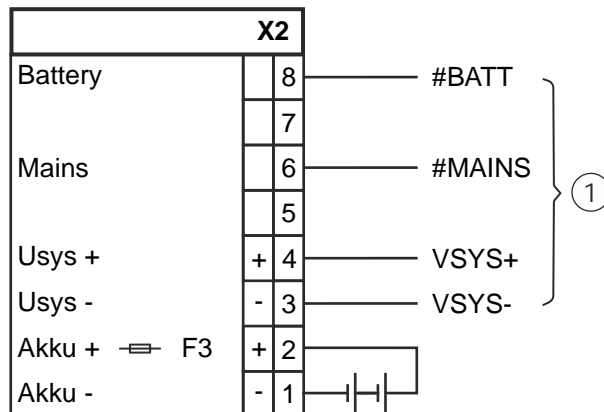 X2
Battery 8 #BATT
7
Mains 6 #MAINS
5
Usys + + 4 VSYS+
Usys - - 3 VSYS-
Akku + F3 + 2
Akku - - 1
1